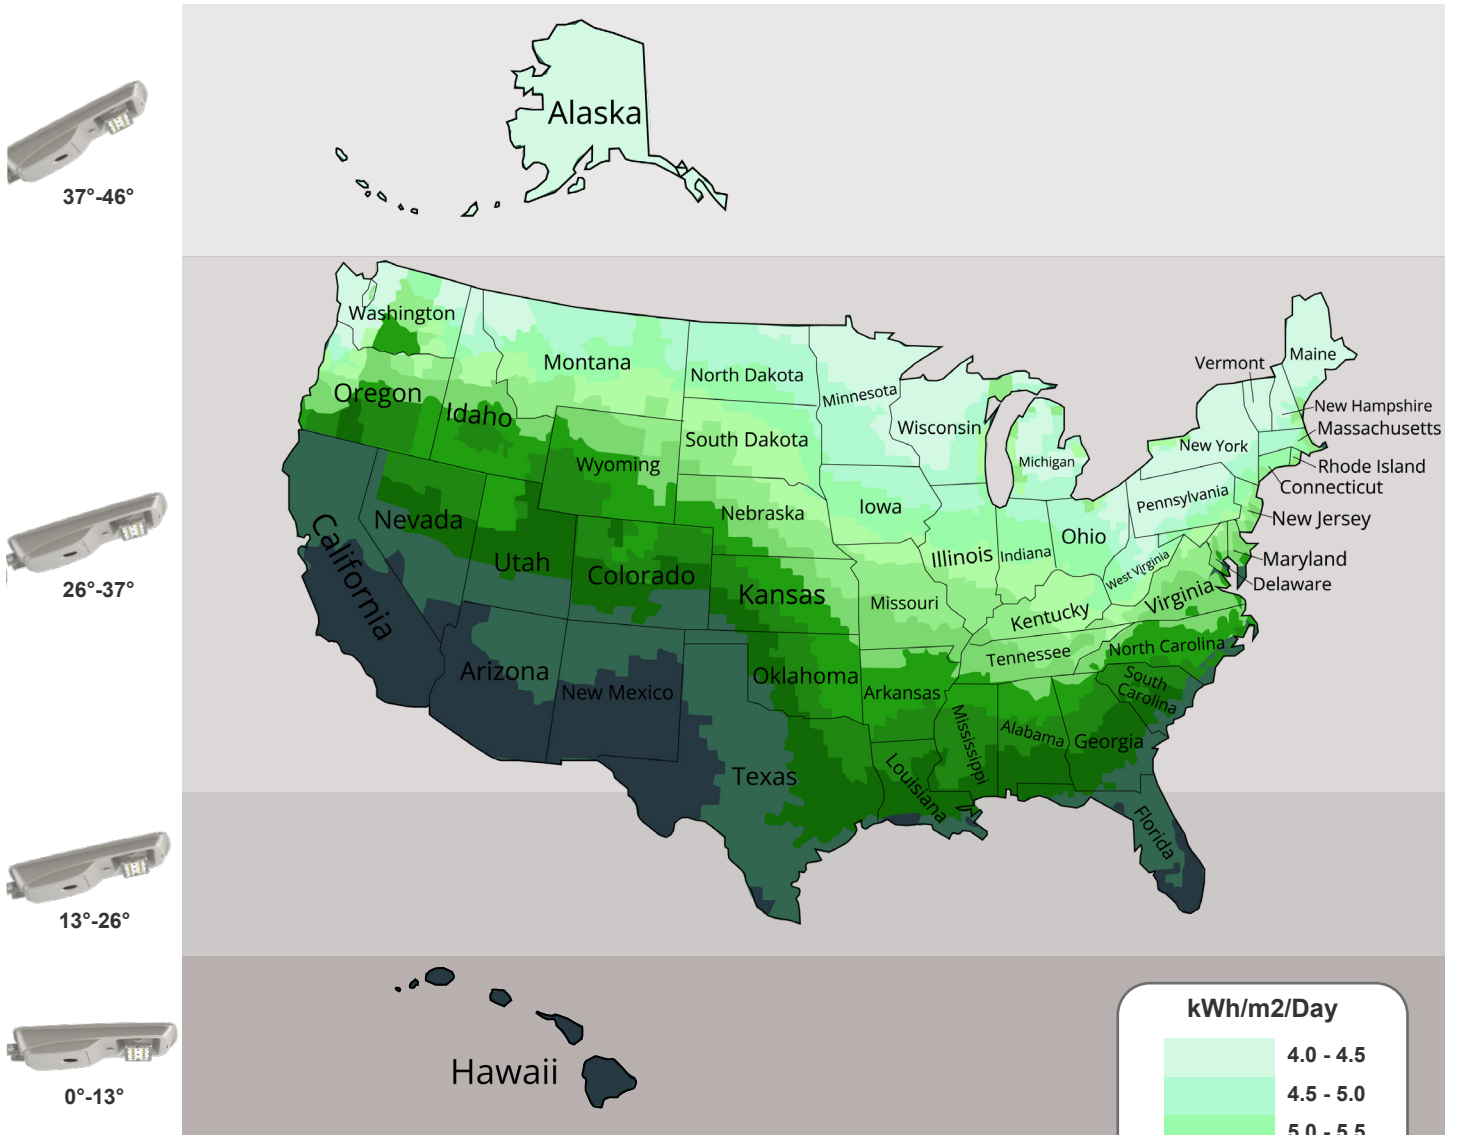 Alaska
37°-46°
Washington
Montana
North Dakota
Minnesota
Vermont
Maine
Oregon
Idaho
Wyoming
South Dakota
Wisconsin
Michigan
New York
New Hampshire
Massachusetts
Rhode Island
Connecticut
California
Nevada
Utah
Colorado
Nebraska
Iowa
Illinois
Indiana
Ohio
Pennsylvania
New Jersey
Maryland
Delaware
West Virginia
Virginia
26°-37°
Kansas
Missouri
Kentucky
Arizona
New Mexico
Oklahoma
Arkansas
Tennessee
North Carolina
South
Carolina
Texas
Louisiana
Mississippi
Alabama
Georgia
Florida
13°-26°
Hawaii
0°-13°
kWh/m2/Day
4.0 - 4.5
4.5 - 5.0
5.0 - 5.5